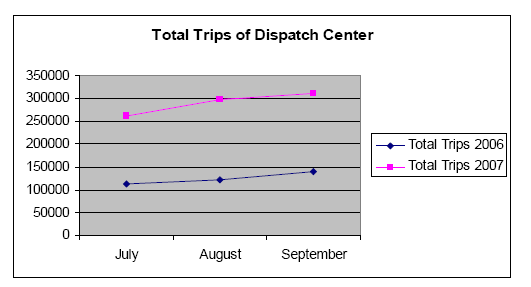 Total Trips of Dispatch Center
350000
300000
250000
200000
150000
100000
50000
0
July August September
Total Trips 2006
Total Trips 2007